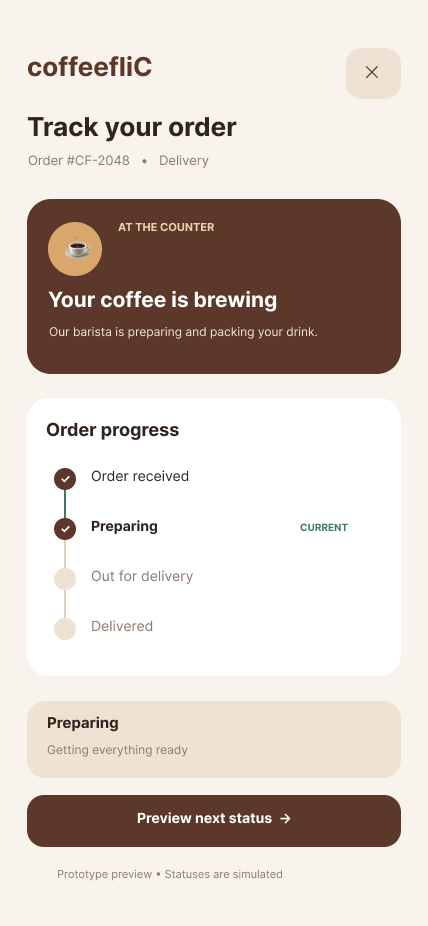 coffeefliC
Track your order
Order #CF-2048 • Delivery
AT THE COUNTER
Your coffee is brewing
Our barista is preparing and packing your drink.
Order progress
Order received
Preparing CURRENT
Out for delivery
Delivered
Preparing
Getting everything ready
Preview next status →
Prototype preview • Statuses are simulated